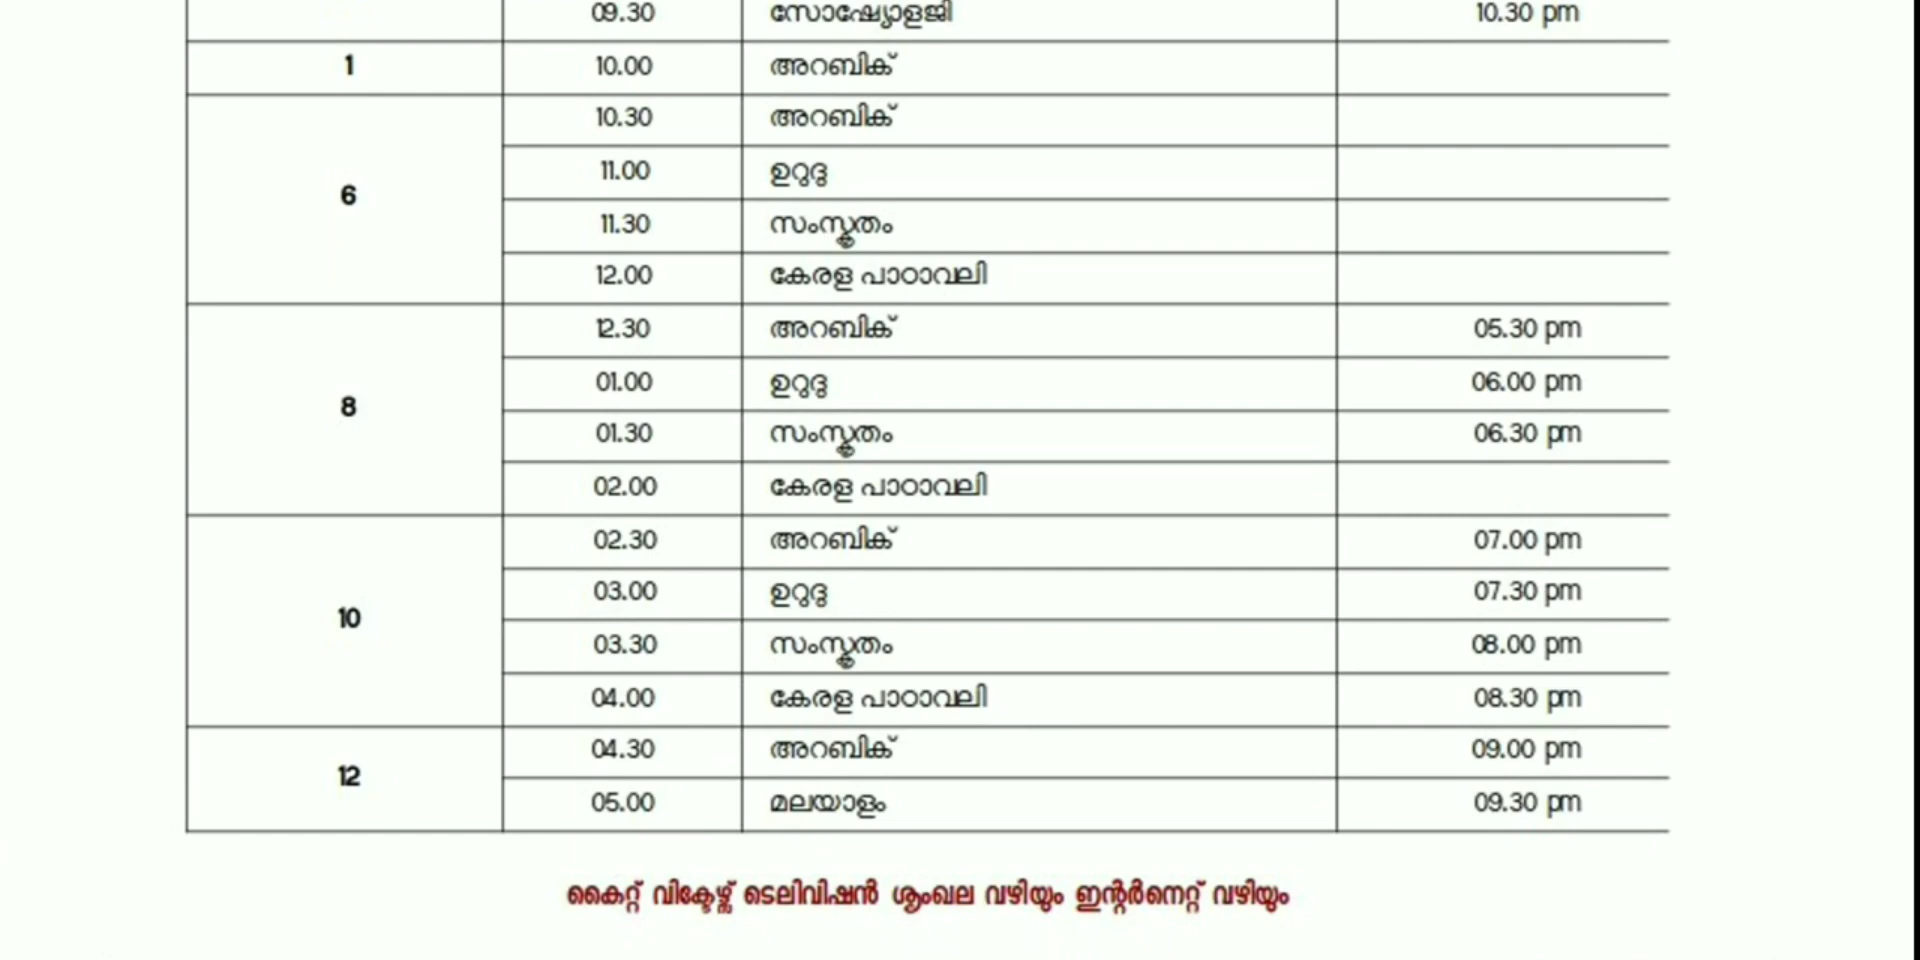 09.30 സോഷ്യോളജി 10.30 pm
1 10.00 അറബിക്
6 10.30 അറബിക്
11.00 ഉറുദു
11.30 സംസ്കൃതം
12.00 കേരള പാഠാവലി
8 12.30 അറബിക് 05.30 pm
01.00 ഉറുദു 06.00 pm
01.30 സംസ്കൃതം 06.30 pm
02.00 കേരള പാഠാവലി
10 02.30 അറബിക് 07.00 pm
03.00 ഉറുദു 07.30 pm
03.30 സംസ്കൃതം 08.00 pm
04.00 കേരള പാഠാവലി 08.30 pm
12 04.30 അറബിക് 09.00 pm
05.00 മലയാളം 09.30 pm
കൈറ്റ് വിക്ടേഴ്സ് ടെലിവിഷൻ ശൃംഖല വഴിയും ഇന്റർനെറ്റ് വഴിയും